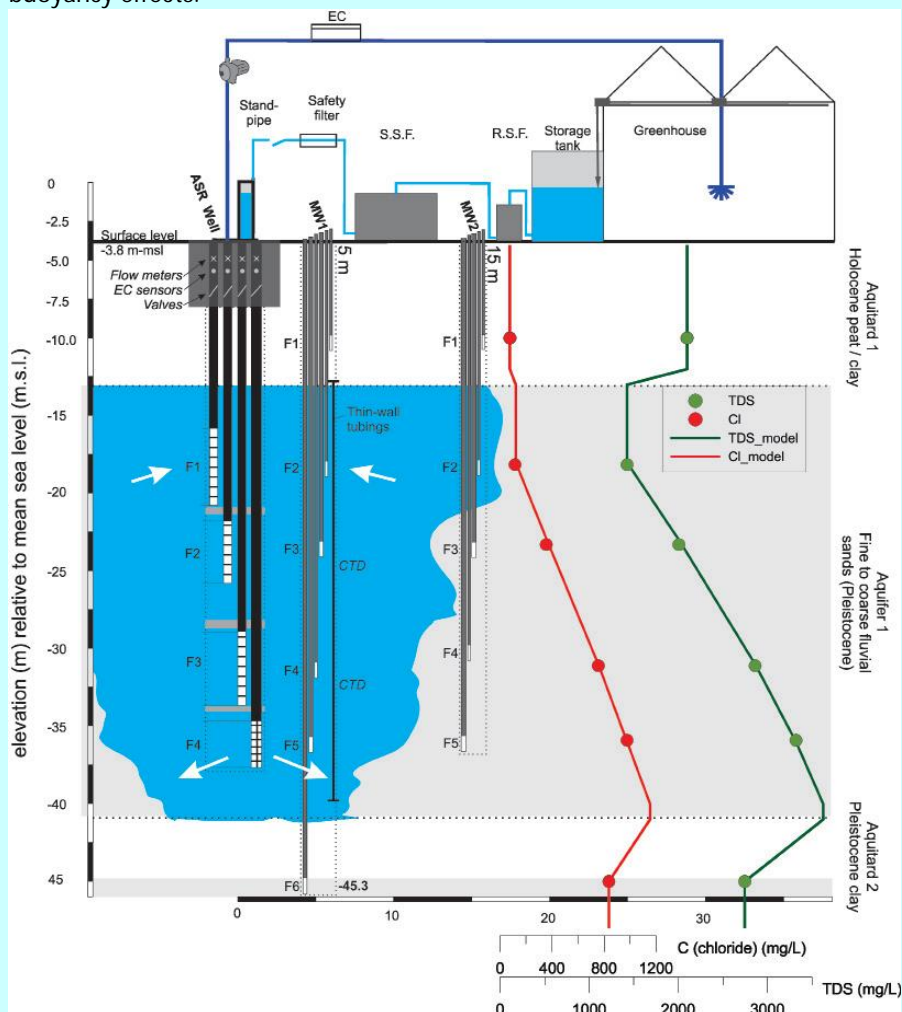 buoyancy effects.
EC
Stand-
pipe
Safety
filter
S.S.F.
R.S.F.
Storage
tank
Greenhouse
ASR Well
MW1
MW2
5 m
15 m
Surface level
-3.8 m-msl
Flow meters
EC sensors
Valves
elevation (m) relative to mean sea level (m.s.l.)
0
-2.5
-5.0
-7.5
-10.0
-15
-20
-25
-30
-35
-40
45
F1
F2
F3
F4
F1
F2
F3
F4
F5
F6
-45.3
Thin-wall
tubings
CTD
CTD
F1
F2
F3
F4
F5
TDS
Cl
TDS_model
Cl_model
Aquitard 1
Holocene peat / clay
Aquifer 1
Fine to coarse fluvial
sands (Pleistocene)
Aquitard 2
Pleistocene clay
0
10
20
30
C (chloride) (mg/L)
0
400
800
1200
TDS (mg/L)
0
1000
2000
3000